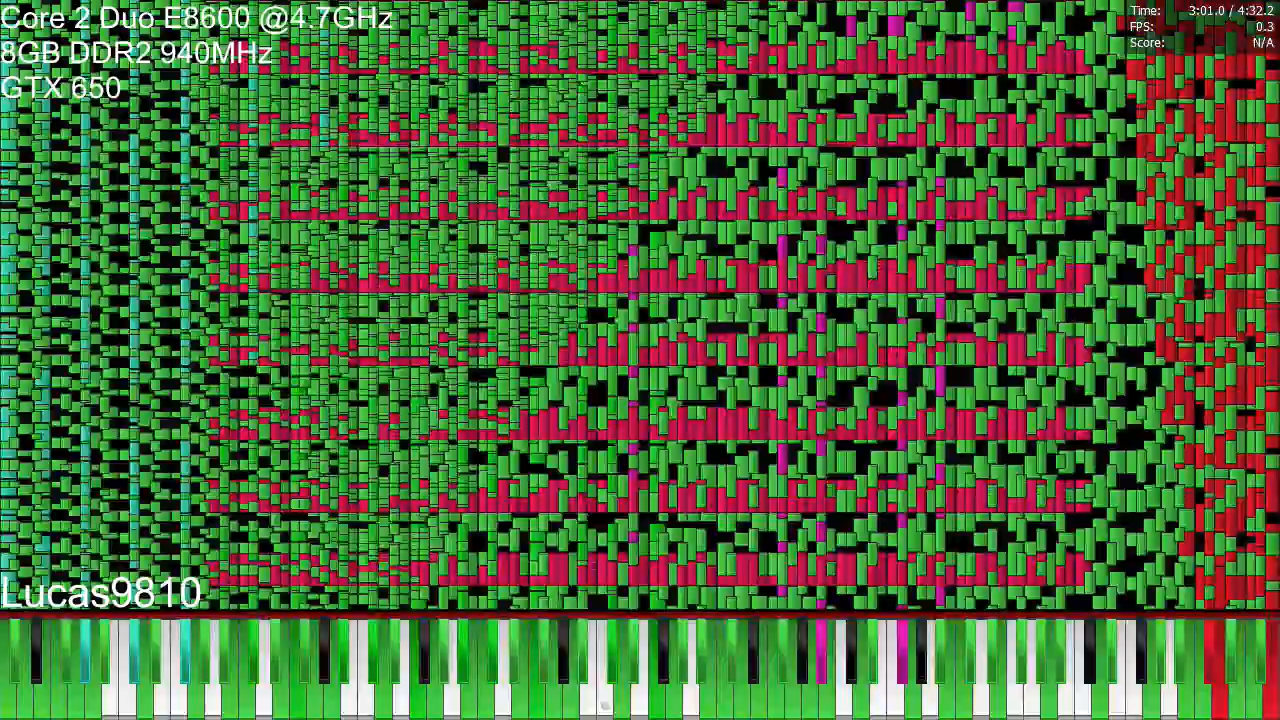 Core 2 Duo E8600 @4.7GHz
8GB DDR2 940MHz
GTX 650
Time: 3:01.0 / 4:32.2
FPS: 0.3
Score: N/A
Lucas9810